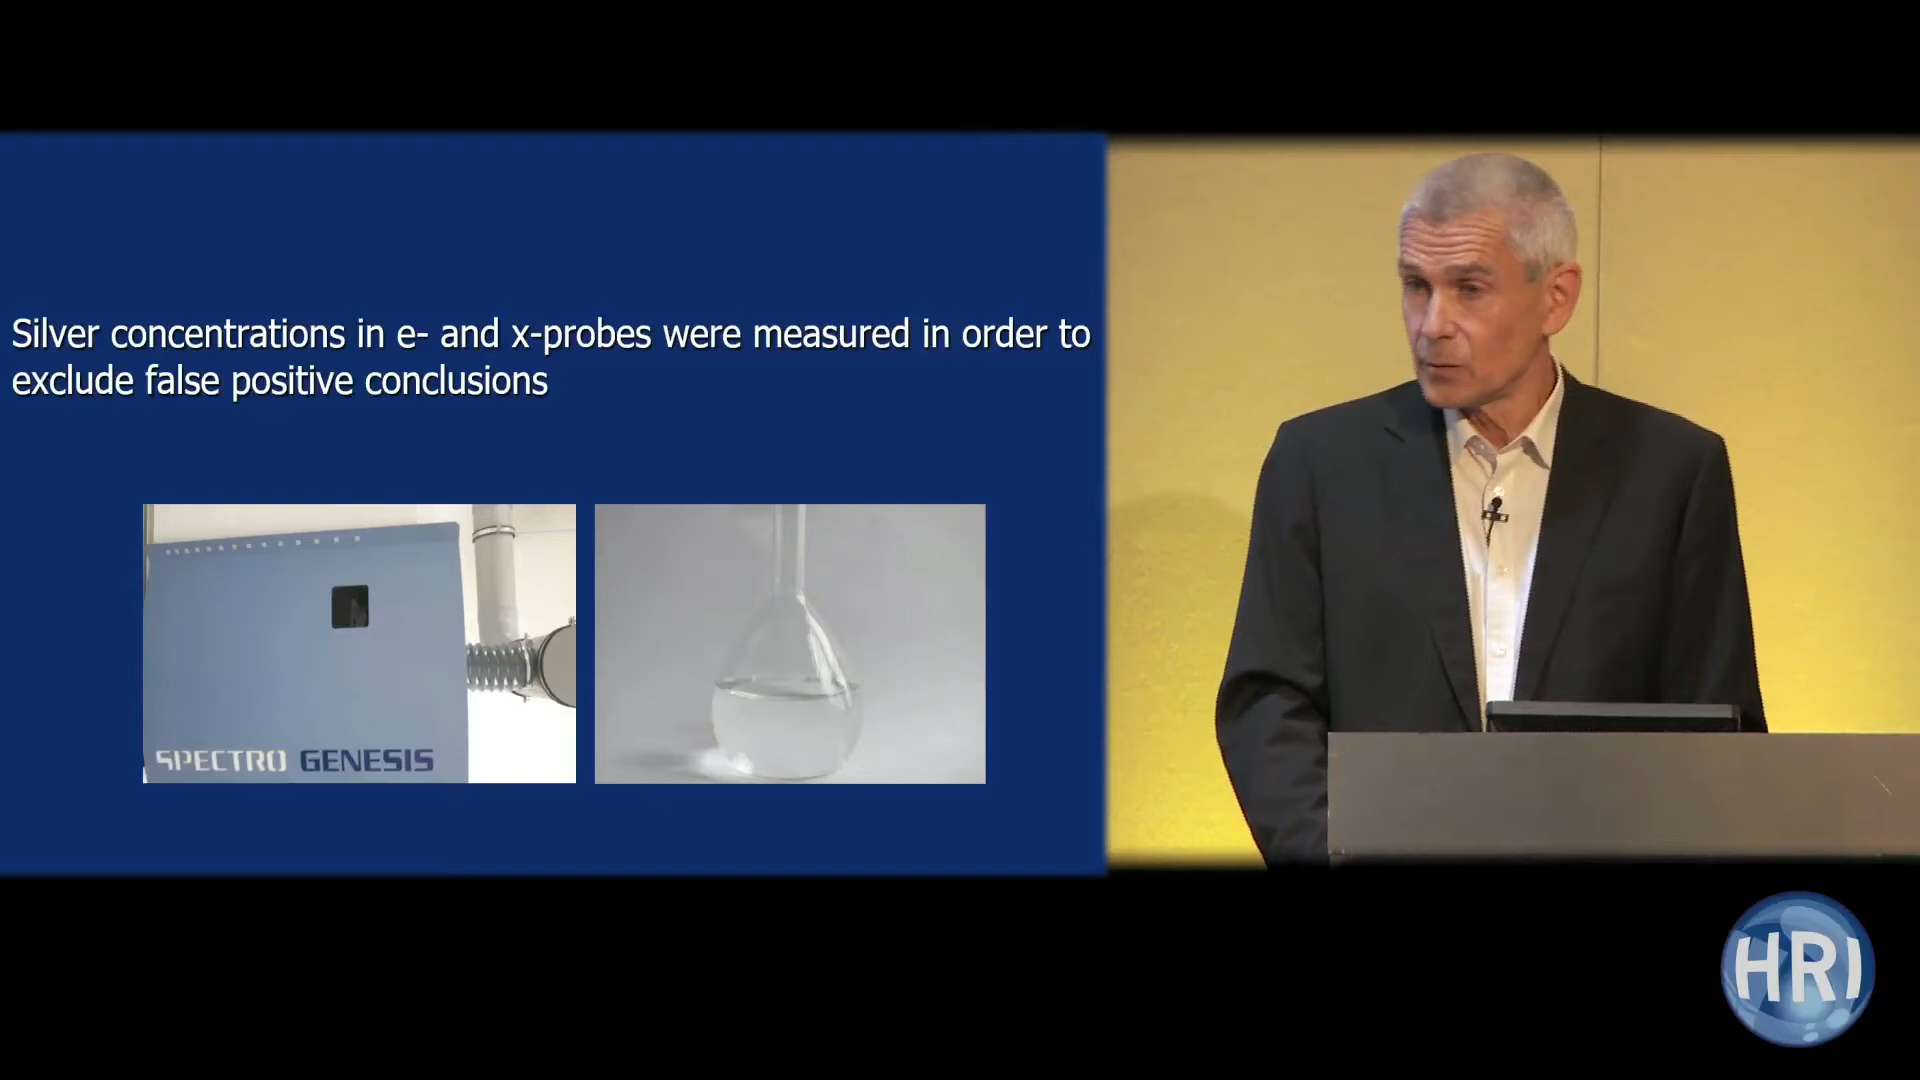 Silver concentrations in e- and x-probes were measured in order to
exclude false positive conclusions
SPECTRO GENESIS
HRI